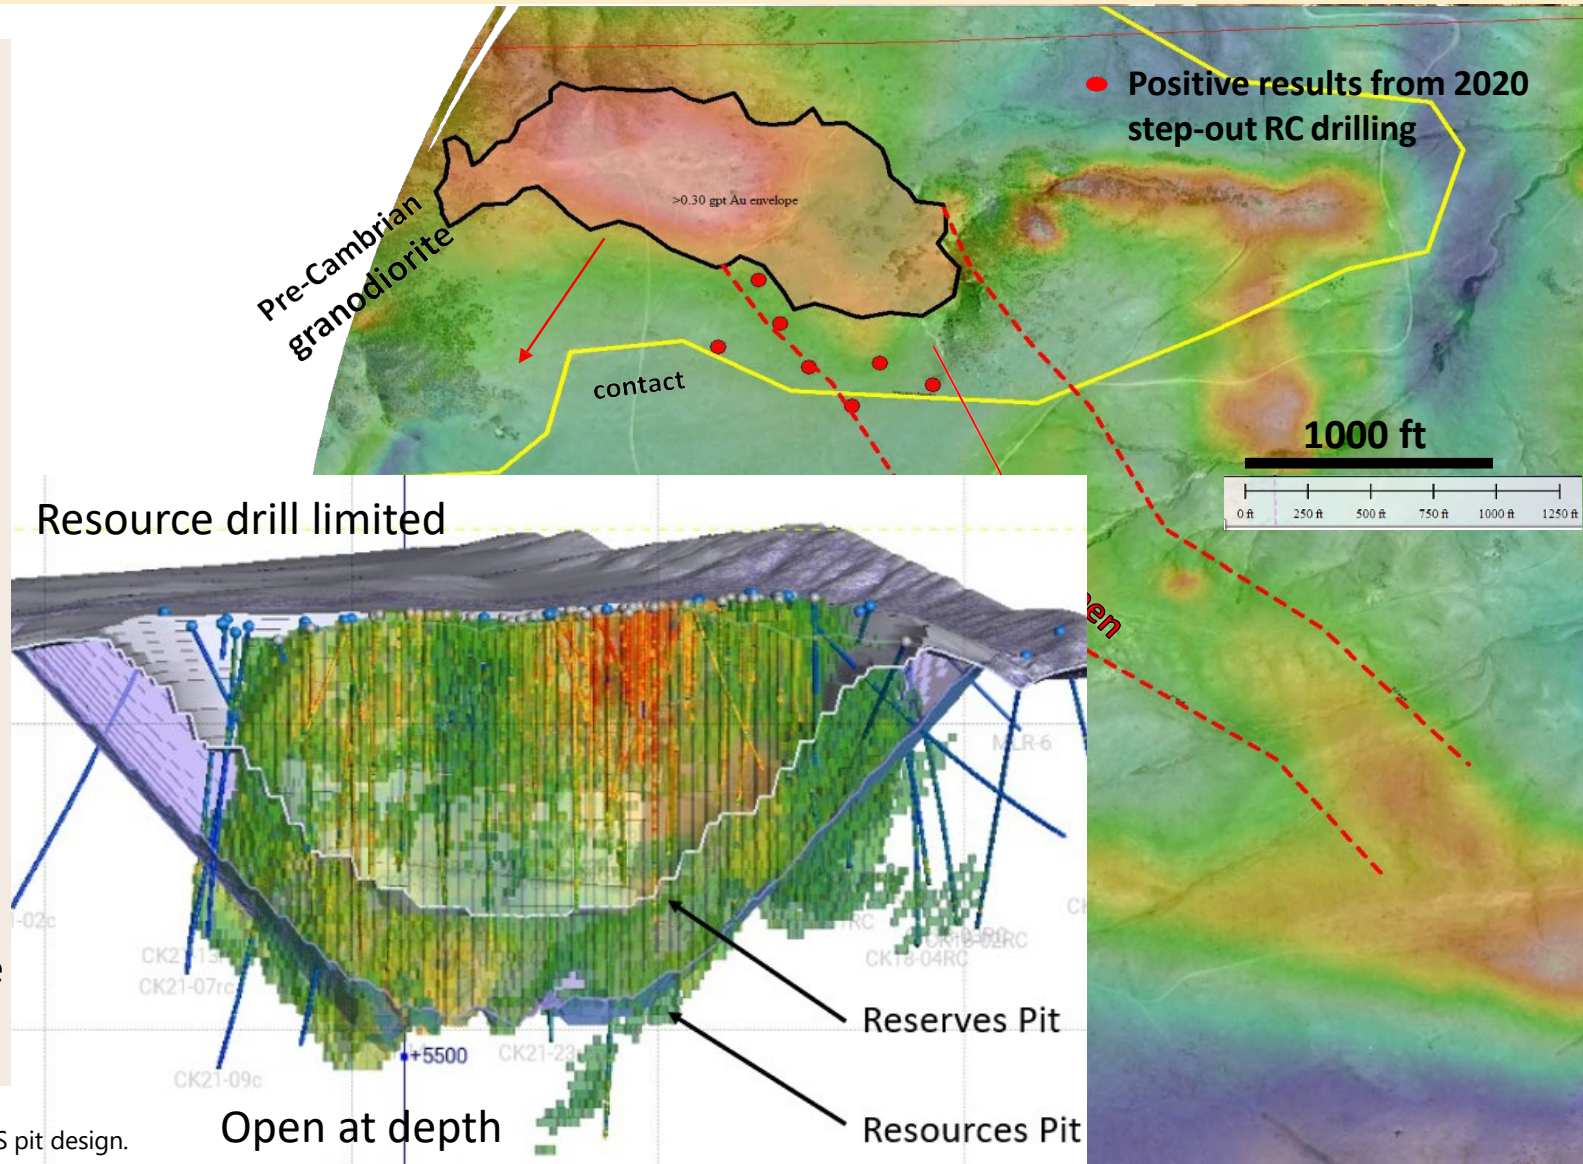 Positive results from 2020
step-out RC drilling
>0.30 gpt Au envelope
Pre-Cambrian
granodiorite
contact
1000 ft
0 ft 250 ft 500 ft 750 ft 1000 ft 1250 ft
Resource drill limited
MLR-6
CK21-07rc
CK18-04RC
CK21-09c
+5500
CK21-23
Reserves Pit
Open at depth
Resources Pit
S pit design.